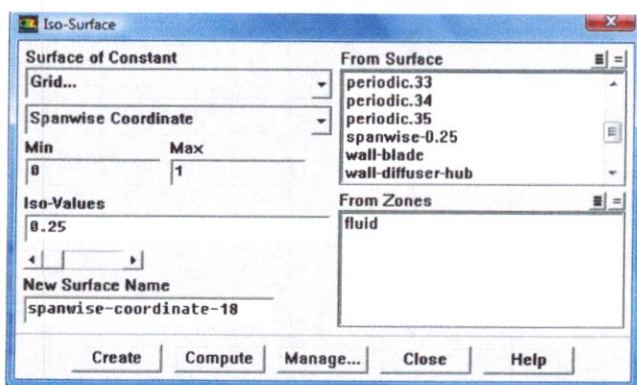 Iso-Surface
Surface of Constant
Grid...
Spanwise Coordinate
Min Max
0 1
Iso-Values
0.25
New Surface Name
spanwise-coordinate-18
From Surface
periodic.33
periodic.34
periodic.35
spanwise-0.25
wall-blade
wall-diffuser-hub
From Zones
fluid
Create Compute Manage... Close Help